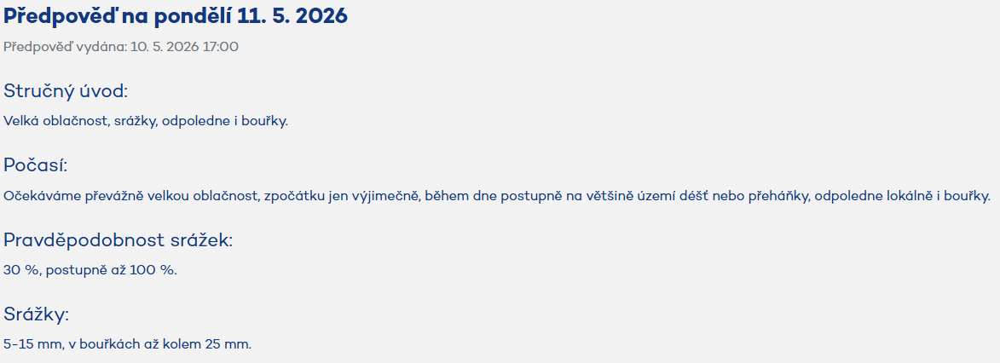 Předpověď na pondělí 11. 5. 2026
Předpověď vydána: 10. 5. 2026 17:00
Stručný úvod:
Velká oblačnost, srážky, odpoledne i bouřky.
Počasí:
Očekáváme převážně velkou oblačnost, zpočátku jen výjimečně, během dne postupně na většině území déšť nebo přeháňky, odpoledne lokálně i bouřky.
Pravděpodobnost srážek:
30 %, postupně až 100 %.
Srážky:
5-15 mm, v bouřkách až kolem 25 mm.